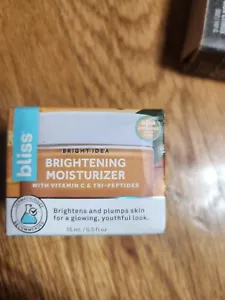 bliss
BRIGHT IDEA
BRIGHTENING
MOISTURIZER
WITH VITAMIN C & TRI-PEPTIDES
Brightens and plumps skin
for a glowing, youthful look.
15 ml / 0.5 fl oz